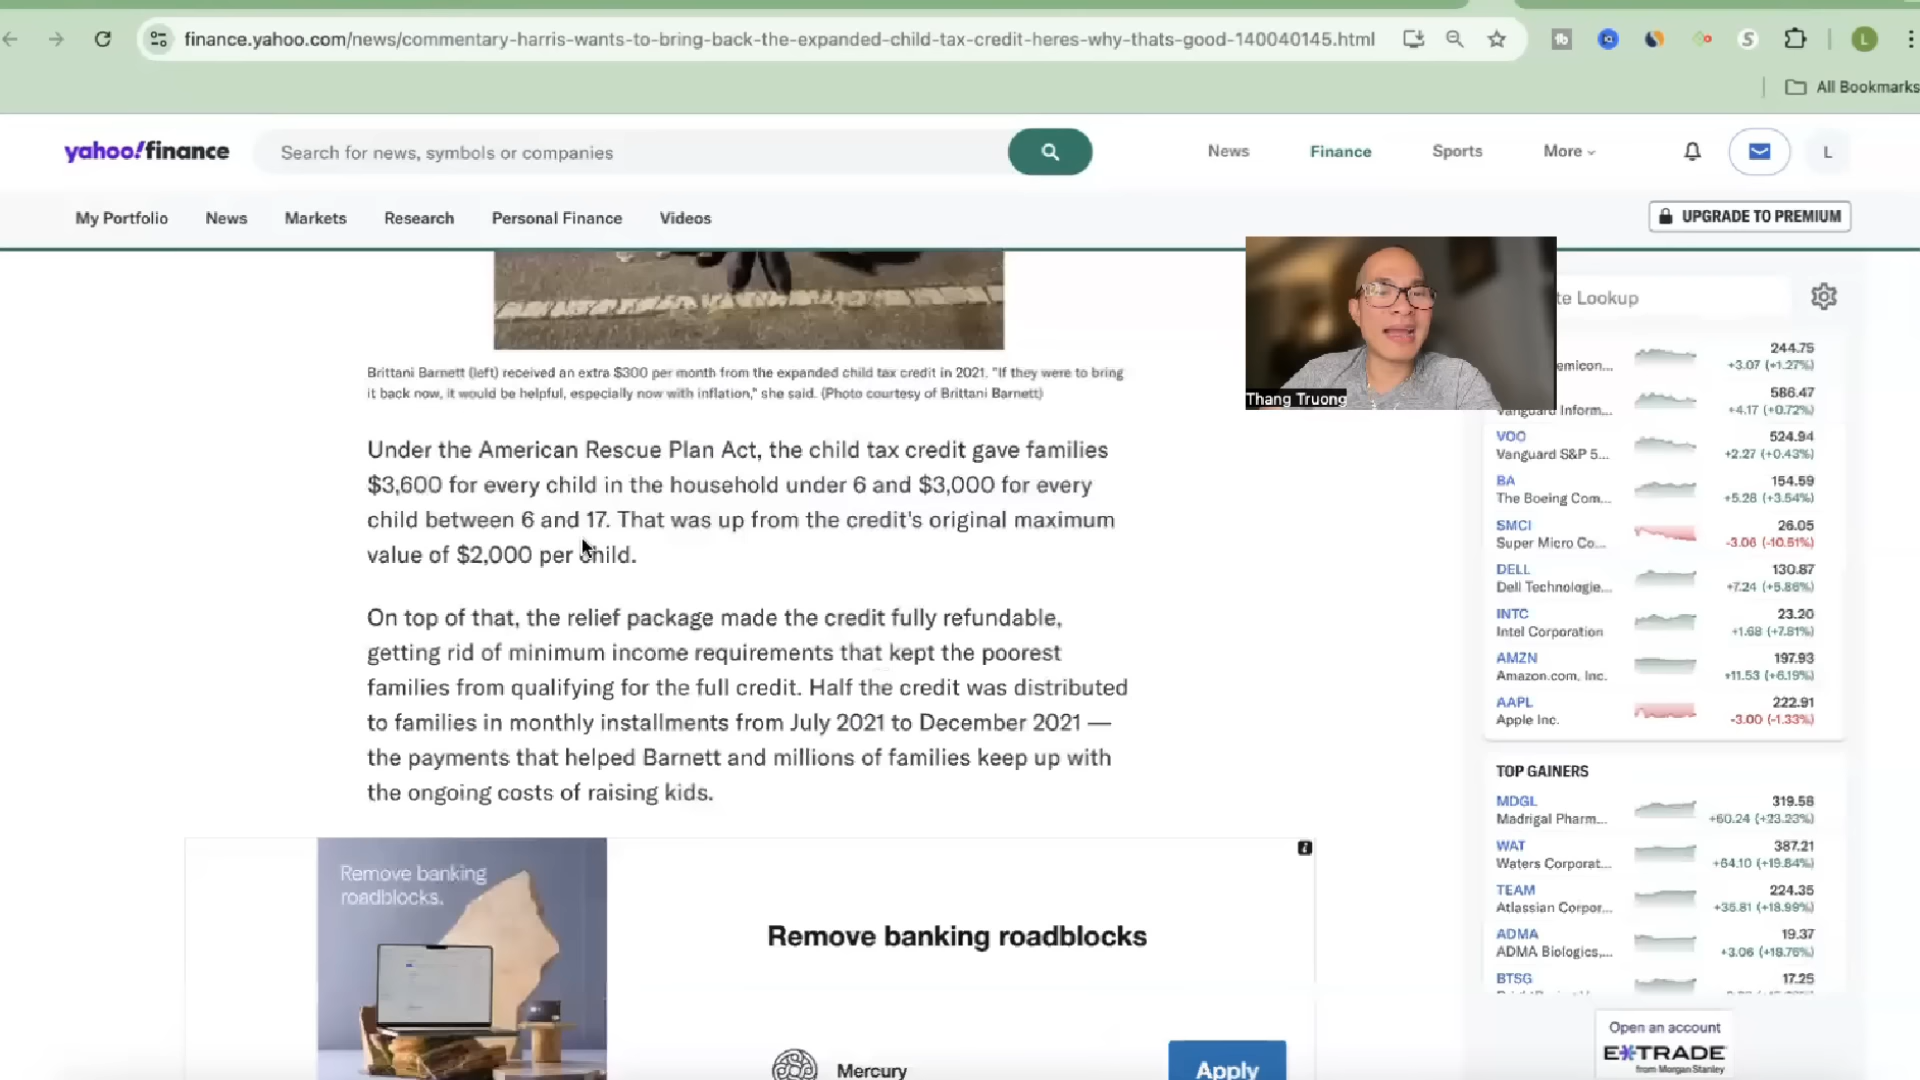 finance.yahoo.com/news/commentary-harris-wants-to-bring-back-the-expanded-child-tax-credit-heres-why-thats-good-140040145.html
L
All Bookmarks
yahoo!finance
Search for news, symbols or companies
News
Finance
Sports
More
L
My Portfolio
News
Markets
Research
Personal Finance
Videos
UPGRADE TO PREMIUM
Thang Truong
Brittani Barnett (left) received an extra $300 per month from the expanded child tax credit in 2021. "If they were to bring
it back now, it would be helpful, especially now with inflation," she said. (Photo courtesy of Brittani Barnett)
Under the American Rescue Plan Act, the child tax credit gave families
$3,600 for every child in the household under 6 and $3,000 for every
child between 6 and 17. That was up from the credit's original maximum
value of $2,000 per child.
On top of that, the relief package made the credit fully refundable,
getting rid of minimum income requirements that kept the poorest
families from qualifying for the full credit. Half the credit was distributed
to families in monthly installments from July 2021 to December 2021 —
the payments that helped Barnett and millions of families keep up with
the ongoing costs of raising kids.
Remove banking
roadblocks.
Remove banking roadblocks
Mercury
Apply
te Lookup
244.75
emicon... +3.07 (+1.27%)
586.47
Vanguard Inform... +4.17 (+0.72%)
VOO 524.94
Vanguard S&P 5... +2.27 (+0.43%)
BA 154.59
The Boeing Com... +5.28 (+3.54%)
SMCI 26.05
Super Micro Co... -3.06 (-10.51%)
DELL 130.87
Dell Technologie... +7.24 (+5.86%)
INTC 23.20
Intel Corporation +1.68 (+7.81%)
AMZN 197.93
Amazon.com, Inc. +11.53 (+6.19%)
AAPL 222.91
Apple Inc. -3.00 (-1.33%)
TOP GAINERS
MDGL 319.58
Madrigal Pharm... +60.24 (+23.23%)
WAT 387.21
Waters Corporat... +64.10 (+19.84%)
TEAM 224.35
Atlassian Corpor... +35.81 (+18.99%)
ADMA 19.37
ADMA Biologics,... +3.06 (+18.76%)
BTSG 17.25
Open an account
E*TRADE
from Morgan Stanley